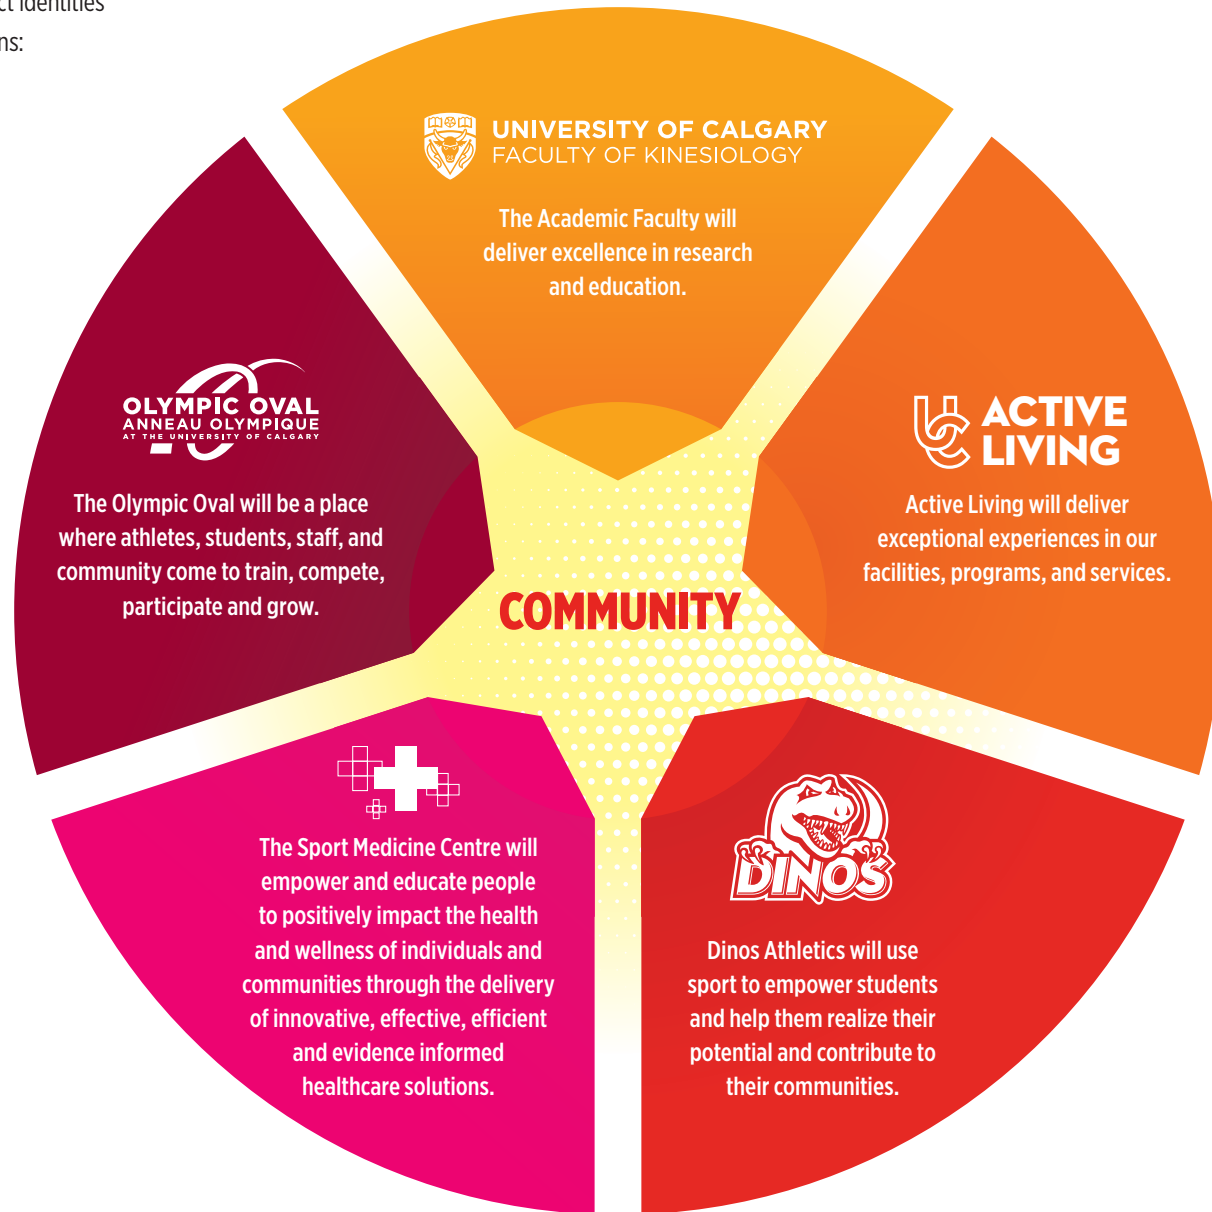 ct identities
ns:
UNIVERSITY OF CALGARY
FACULTY OF KINESIOLOGY
The Academic Faculty will
deliver excellence in research
and education.
OLYMPIC OVAL
ANNEAU OLYMPIQUE
AT THE UNIVERSITY OF CALGARY
The Olympic Oval will be a place
where athletes, students, staff, and
community come to train, compete,
participate and grow.
UC ACTIVE
LIVING
Active Living will deliver
exceptional experiences in our
facilities, programs, and services.
COMMUNITY
The Sport Medicine Centre will
empower and educate people
to positively impact the health
and wellness of individuals and
communities through the delivery
of innovative, effective, efficient
and evidence informed
healthcare solutions.
DINOS
Dinos Athletics will use
sport to empower students
and help them realize their
potential and contribute to
their communities.